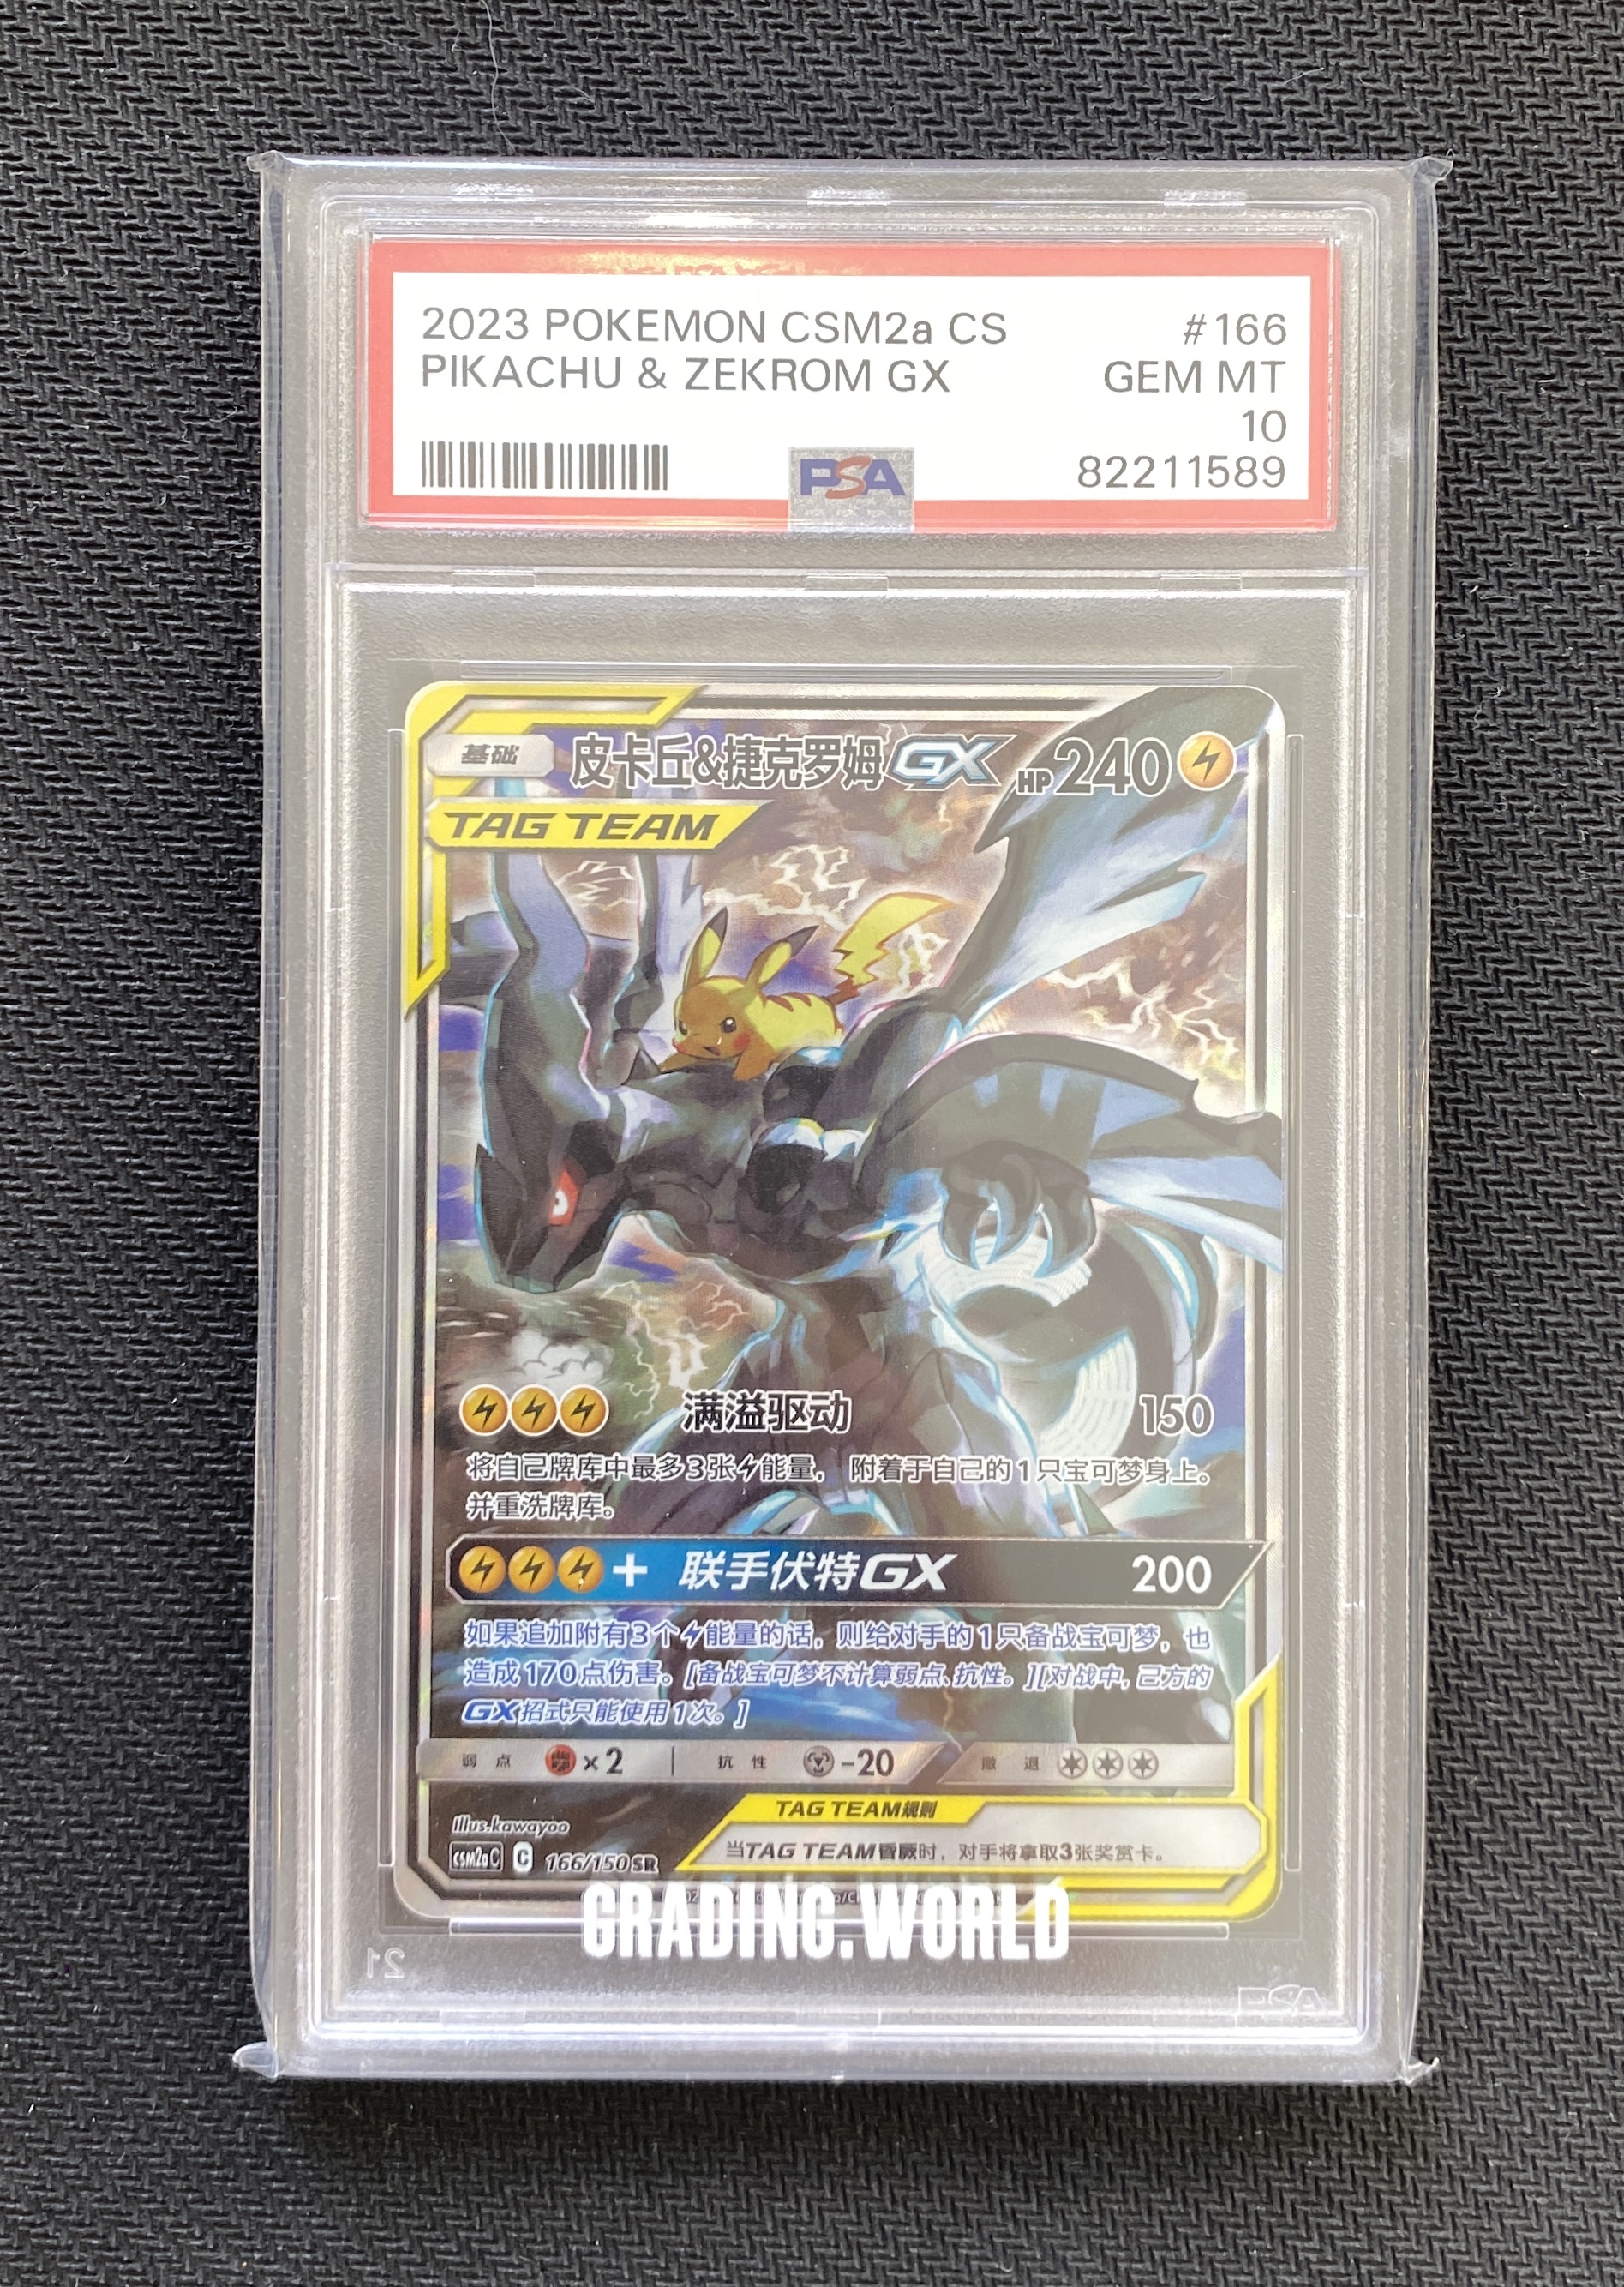 2023 POKEMON CSM2a CS #166
PIKACHU & ZEKROM GX GEM MT
10
PSA 82211589
基础 皮卡丘&捷克罗姆GX HP240
TAG TEAM
满溢驱动 150
将自己牌库中最多3张能量，附着于自己的1只宝可梦身上。
并重洗牌库。
+ 联手伏特GX 200
如果追加附有3个能量的话，则给对手的1只备战宝可梦，也
造成170点伤害。[备战宝可梦不计算弱点、抗性。][对战中，己方的
GX招式只能使用1次。]
弱点 ×2 抗性 -20 撤退
TAG TEAM规则
当TAG TEAM昏厥时，对手将拿取3张奖赏卡。
Illus.kawayoo
CSM2aC C 166/150 SR
GRADING.WORLD
21
PSA